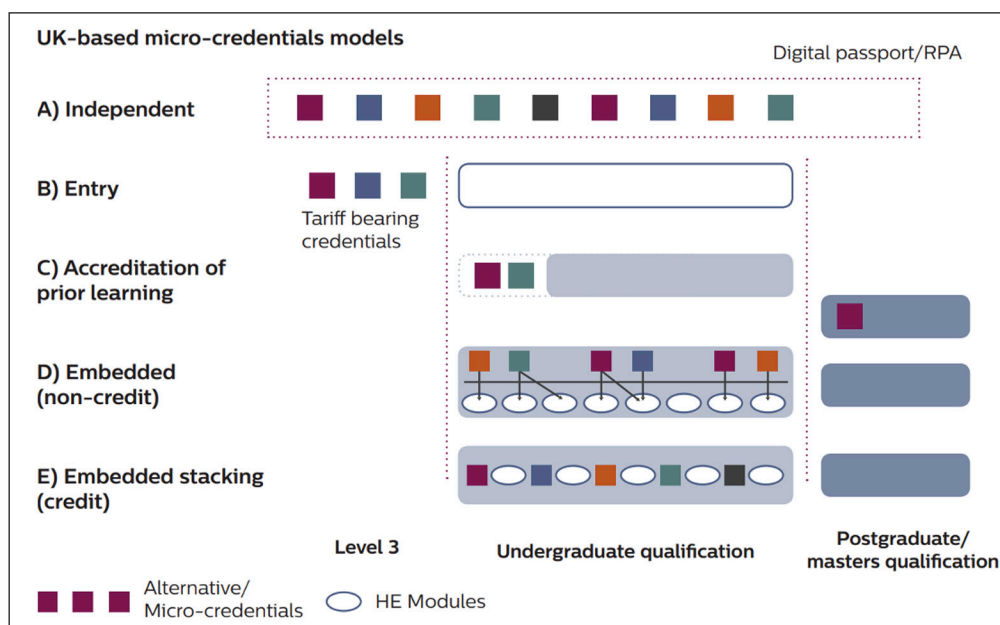 UK-based micro-credentials models
Digital passport/RPA
A) Independent
B) Entry
Tariff bearing
credentials
C) Accreditation of
prior learning
D) Embedded
(non-credit)
E) Embedded stacking
(credit)
Level 3
Undergraduate qualification
Postgraduate/
masters qualification
Alternative/
Micro-credentials
HE Modules